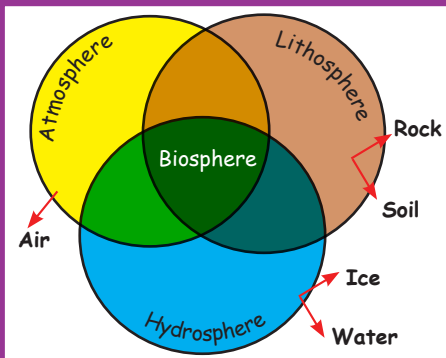 Atmosphere
Lithosphere
Rock
Biosphere
Soil
Air
Ice
Hydrosphere
Water